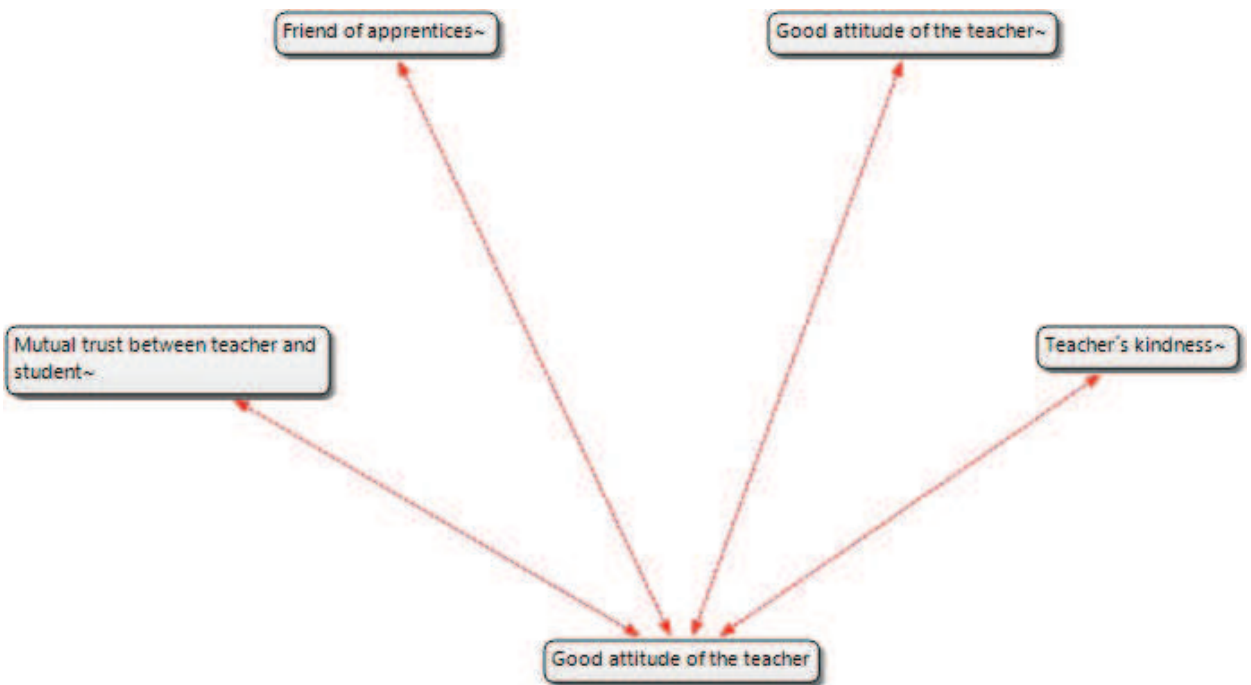 Friend of apprentices~
Good attitude of the teacher~
Mutual trust between teacher and
student~
Teacher´s kindness~
Good attitude of the teacher